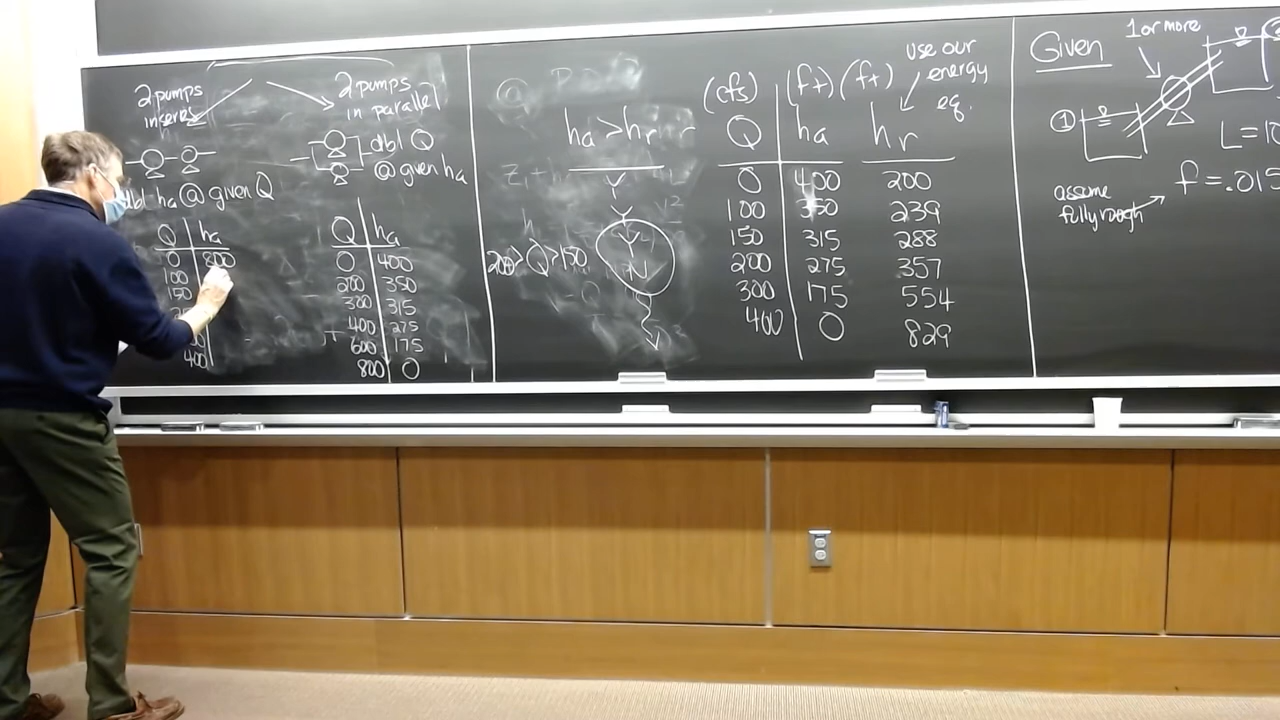 2 pumps
in series
dbl ha @ given Q
Q ha
0 800
100
150
400
2 pumps
in parallel
dbl Q
@ given ha
Q ha
0 400
200 350
300 315
400 275
600 175
800 0
@
ha > hr
Y
Y
Y N
200 > Q > 150
(cfs) (ft) (ft)
use our
energy
eq.
Q ha hr
0 400 200
100 350 239
150 315 288
200 275 357
300 175 554
400 0 829
Given
1 or more
1
L=
f=.015
assume
fully rough